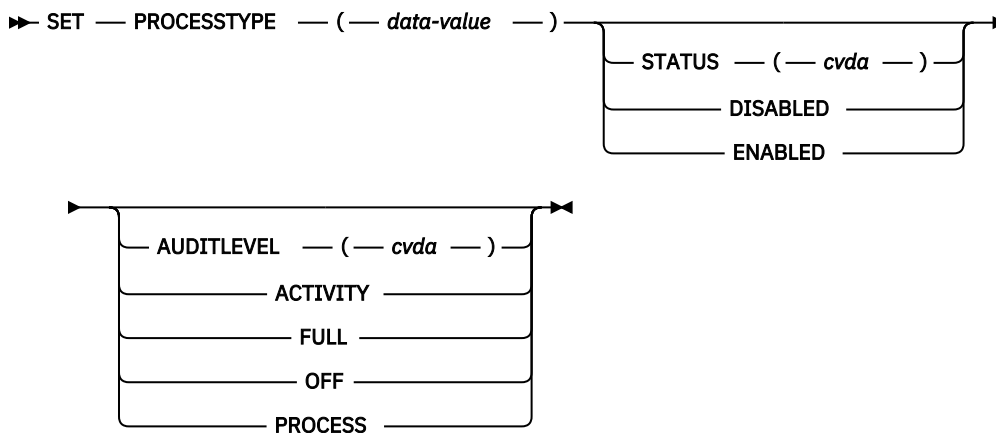 SET PROCESSTYPE ( data-value )
STATUS ( cvda )
DISABLED
ENABLED
AUDITLEVEL ( cvda )
ACTIVITY
FULL
OFF
PROCESS